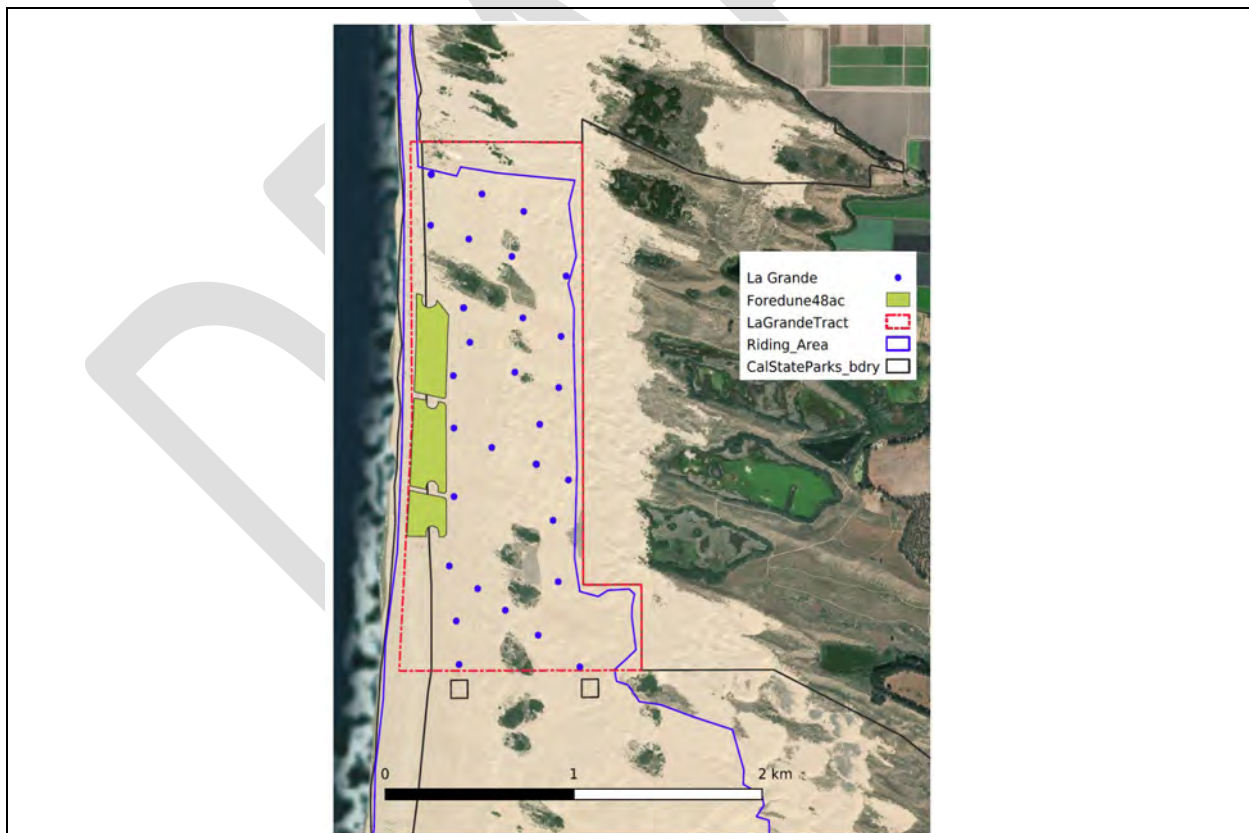 La Grande
Foredune48ac
LaGrandeTract
Riding_Area
CalStateParks_bdry
0 1 2 km